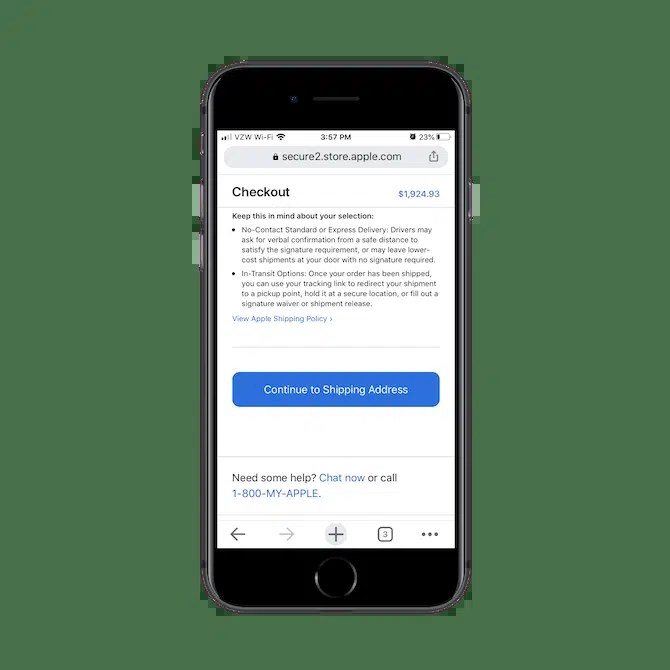 VZW Wi-Fi 3:57 PM 23%
secure2.store.apple.com
Checkout $1,924.93
Keep this in mind about your selection:
• No-Contact Standard or Express Delivery: Drivers may
ask for verbal confirmation from a safe distance to
satisfy the signature requirement, or may leave lower-
cost shipments at your door with no signature required.
• In-Transit Options: Once your order has been shipped,
you can use your tracking link to redirect your shipment
to a pickup point, hold it at a secure location, or fill out a
signature waiver or shipment release.
View Apple Shipping Policy >
Continue to Shipping Address
Need some help? Chat now or call
1-800-MY-APPLE.
3